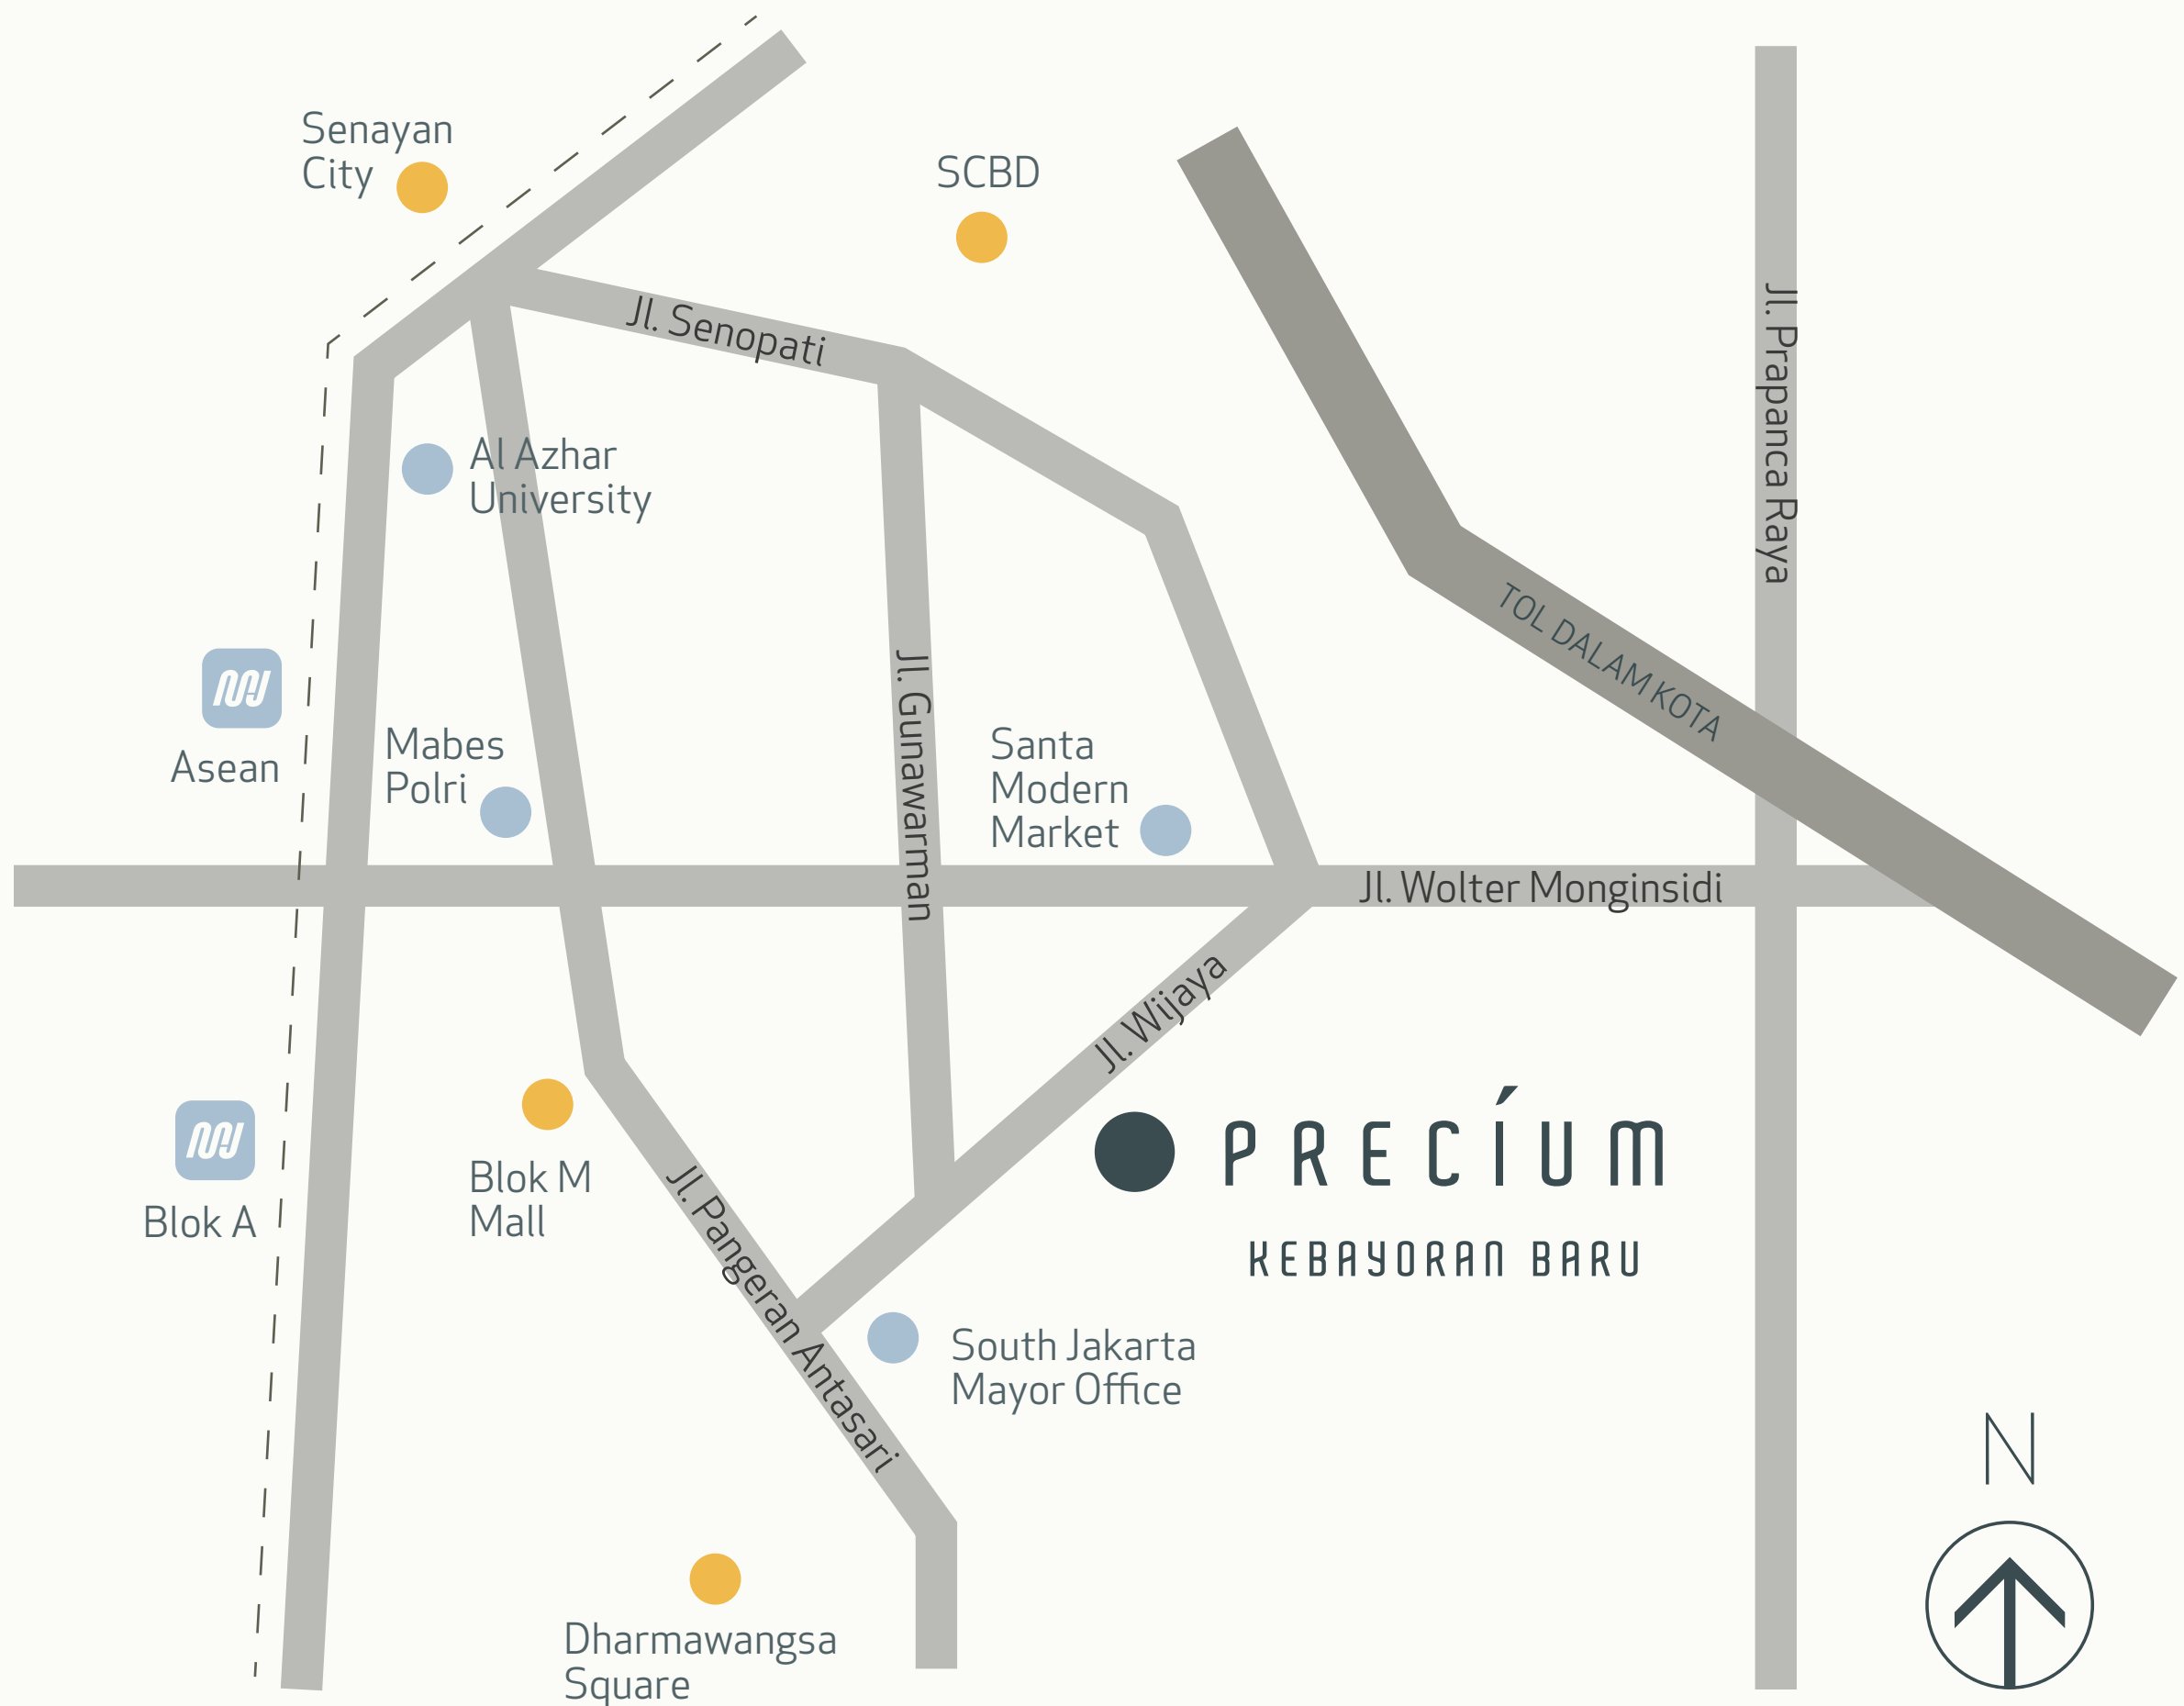 Senayan
City
SCBD
Jl. Senopati
Jl. Prapanca Raya
Al Azhar
University
TOL DALAM KOTA
Jl. Gunawarman
Asean
Mabes
Polri
Santa
Modern
Market
Jl. Wolter Monginsidi
Jl. Wijaya
PRECÍUM
KEBAYORAN BARU
Blok A
Blok M
Mall
Jl. Pangeran Antasari
South Jakarta
Mayor Office
N
Dharmawangsa
Square